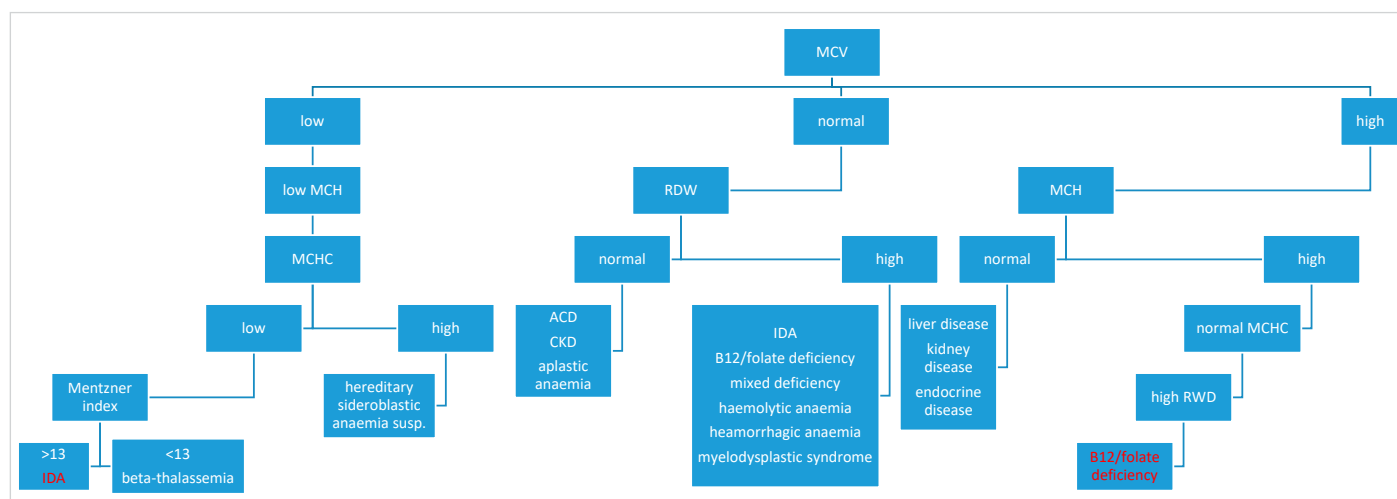 MCV
low
normal
high
low MCH
RDW
MCH
MCHC
normal
high
normal
high
low
high
ACD
CKD
aplastic
anaemia
IDA
B12/folate deficiency
mixed deficiency
haemolytic anaemia
heamorrhagic anaemia
myelodysplastic syndrome
liver disease
kidney
disease
endocrine
disease
normal MCHC
Mentzner
index
hereditary
sideroblastic
anaemia susp.
high RWD
>13
IDA
<13
beta-thalassemia
B12/folate
deficiency